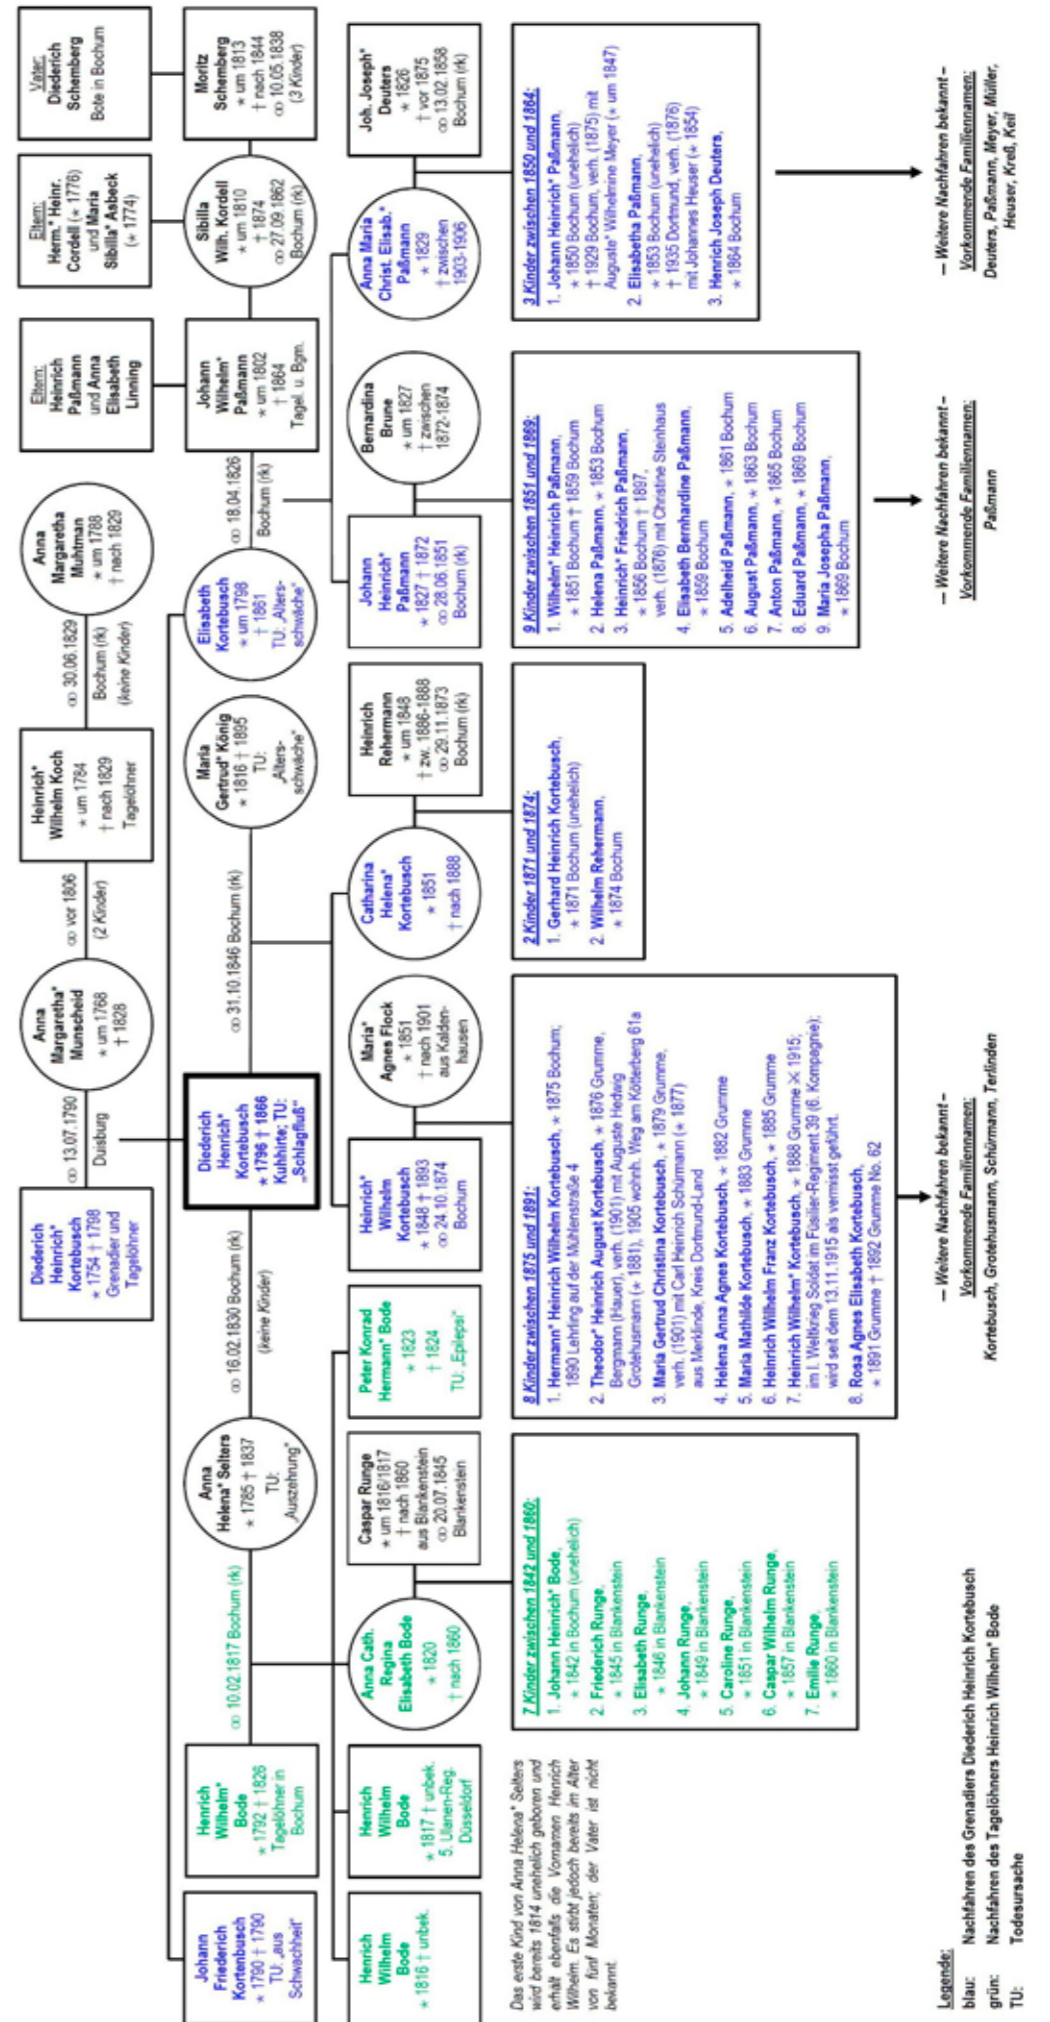 Diederich
Heinrich*
Kortebusch
* 1754 † 1798
Grenadier und
Tagelöhner
∞ 13.07.1790
Duisburg
Anna
Margaretha*
Munscheid
* um 1768
† 1828
∞ vor 1806
(2 Kinder)
Heinrich*
Wilhelm Koch
* um 1784
† nach 1829
Tagelöhner
∞ 30.06.1829
Bochum (rk)
(keine Kinder)
Anna
Margaretha
Muhtman
* um 1788
† nach 1829
Eltern:
Heinrich
Paßmann
und Anna
Elisabeth
Linning
Eltern:
Herm.* Heinr.
Cordell (* 1776)
und Maria
Sibilla* Asbeck
(* 1774)
Vater:
Diederich
Schemberg
Bote in Bochum
Johann
Friederich
Kortenbusch
* 1790 † 1790
TU: „aus
Schwachheit“
Henrich
Wilhelm*
Bode
* 1792 † 1826
Tagelöhner in
Bochum
∞ 10.02.1817 Bochum (rk)
Anna
Helena* Selters
* 1785 † 1837
TU:
„Auszehrung“
∞ 16.02.1830 Bochum (rk)
(keine Kinder)
Diederich
Henrich*
Kortebusch
* 1796 † 1866
Kuhhirte; TU:
„Schlagfluß“
∞ 31.10.1846 Bochum (rk)
Maria
Gertrud* König
* 1816 † 1895
TU:
„Alters-
schwäche“
Elisabeth
Kortebusch
* um 1798
† 1861
TU: „Alters-
schwäche“
∞ 18.04.1826
Bochum (rk)
Johann
Wilhelm*
Paßmann
* um 1802
† 1864
Tagel. u. Bgm.
Sibilla
Wilh. Kordell
* um 1810
† 1874
∞ 27.09.1862
Bochum (rk)
Moritz
Schemberg
* um 1813
† nach 1844
∞ 10.05.1838
(3 Kinder)
Henrich
Wilhelm
Bode
* 1816 † unbek.
Henrich
Wilhelm
Bode
* 1817 † unbek.
5. Ulanen-Reg.
Düsseldorf
Anna Cath.
Regina
Elisabeth Bode
* 1820
† nach 1860
Caspar Runge
* um 1816/1817
† nach 1860
aus Blankenstein
∞ 20.07.1845
Blankenstein
Peter Konrad
Hermann* Bode
* 1823
† 1824
TU: „Epilepsi“
Heinrich*
Wilhelm
Kortebusch
* 1848 † 1893
∞ 24.10.1874
Bochum
Maria*
Agnes Flock
* 1851
† nach 1901
aus Kalden-
hausen
Catharina
Helena*
Kortebusch
* 1851
† nach 1888
Heinrich
Rehermann
* um 1848
† zw. 1886-1888
∞ 29.11.1873
Bochum (rk)
Johann
Heinrich*
Paßmann
* 1827 † 1872
∞ 28.06.1851
Bochum (rk)
Bernardina
Brune
* um 1827
† zwischen
1872-1874
Anna Maria
Christ. Elisab.*
Paßmann
* 1829
† zwischen
1903-1906
Joh. Joseph*
Deuters
* 1826
† vor 1875
∞ 13.02.1858
Bochum (rk)
Das erste Kind von Anna Helena* Selters
wird bereits 1814 unehelich geboren und
erhält ebenfalls die Vornamen Henrich
Wilhelm. Es stirbt jedoch bereits im Alter
von fünf Monaten; der Vater ist nicht
bekannt.
7 Kinder zwischen 1842 und 1860:
1. Johann Heinrich* Bode,
* 1842 in Bochum (unehelich)
2. Friederich Runge,
* 1845 in Blankenstein
3. Elisabeth Runge,
* 1846 in Blankenstein
4. Johann Runge,
* 1849 in Blankenstein
5. Caroline Runge,
* 1851 in Blankenstein
6. Caspar Wilhelm Runge,
* 1857 in Blankenstein
7. Emilie Runge,
* 1860 in Blankenstein
8 Kinder zwischen 1875 und 1891:
1. Hermann* Heinrich Wilhelm Kortebusch, * 1875 Bochum;
1890 Lehrling auf der Mühlenstraße 4
2. Theodor* Heinrich August Kortebusch, * 1876 Grumme,
Bergmann (Hauer), verh. (1901) mit Auguste Hedwig
Grotehusmann (* 1881), 1905 wohnh. Weg am Kötterberg 61a
3. Maria Gertrud Christina Kortebusch, * 1879 Grumme,
verh. (1901) mit Carl Heinrich Schürmann (* 1877)
aus Merklinde, Kreis Dortmund-Land
4. Helena Anna Agnes Kortebusch, * 1882 Grumme
5. Maria Mathilde Kortebusch, * 1883 Grumme
6. Heinrich Wilhelm Franz Kortebusch, * 1885 Grumme
7. Heinrich Wilhelm* Kortebusch, * 1888 Grumme ⚔ 1915;
im I. Weltkrieg Soldat im Füsilier-Regiment 39 (6. Kompagnie);
wird seit dem 13.11.1915 als vermisst geführt.
8. Rosa Agnes Elisabeth Kortebusch,
* 1891 Grumme † 1892 Grumme No. 62
2 Kinder 1871 und 1874:
1. Gerhard Heinrich Kortebusch,
* 1871 Bochum (unehelich)
2. Wilhelm Rehermann,
* 1874 Bochum
9 Kinder zwischen 1851 und 1869:
1. Wilhelm* Heinrich Paßmann,
* 1851 Bochum † 1859 Bochum
2. Helena Paßmann, * 1853 Bochum
3. Heinrich* Friedrich Paßmann,
* 1856 Bochum † 1897,
verh. (1876) mit Christine Steinhaus
4. Elisabeth Bernhardine Paßmann,
* 1859 Bochum
5. Adelheid Paßmann, * 1861 Bochum
6. August Paßmann, * 1863 Bochum
7. Anton Paßmann, * 1865 Bochum
8. Eduard Paßmann, * 1869 Bochum
9. Maria Josepha Paßmann,
* 1869 Bochum
3 Kinder zwischen 1850 und 1864:
1. Johann Heinrich* Paßmann,
* 1850 Bochum (unehelich)
† 1929 Bochum, verh. (1875) mit
Auguste* Wilhelmine Meyer (* um 1847)
2. Elisabetha Paßmann,
* 1853 Bochum (unehelich)
† 1935 Dortmund, verh. (1876)
mit Johannes Heuser (* 1854)
3. Henrich Joseph Deuters,
* 1864 Bochum
– Weitere Nachfahren bekannt –
Vorkommende Familiennamen:
Kortebusch, Grotehusmann, Schürmann, Terlinden
– Weitere Nachfahren bekannt –
Vorkommende Familiennamen:
Paßmann
– Weitere Nachfahren bekannt –
Vorkommende Familiennamen:
Deuters, Paßmann, Meyer, Müller,
Heuser, Kreß, Keil
Legende:
blau: Nachfahren des Grenadiers Diederich Heinrich Kortebusch
grün: Nachfahren des Tagelöhners Heinrich Wilhelm* Bode
TU: Todesursache